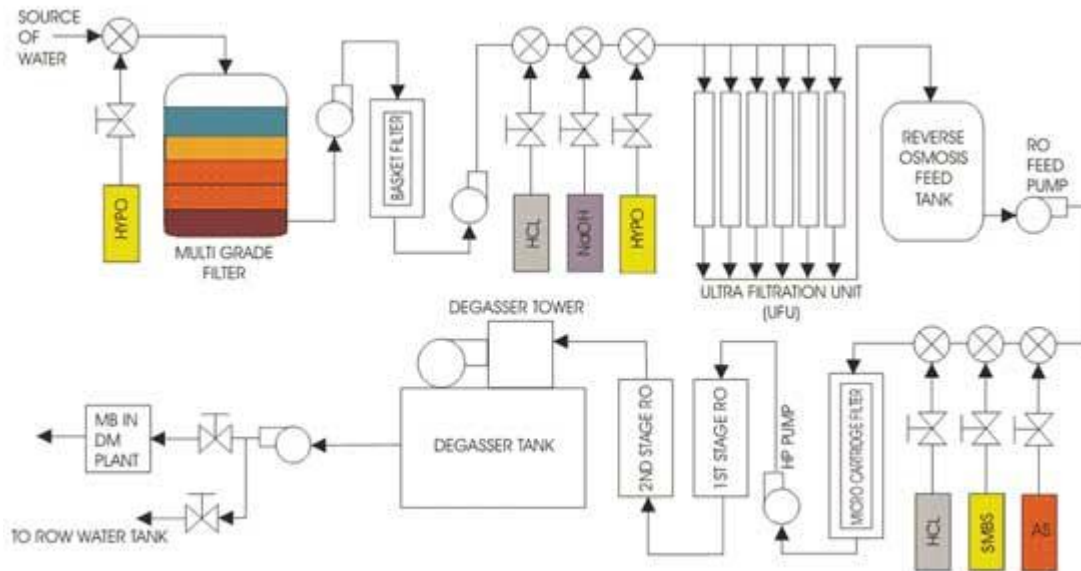 SOURCE
OF
WATER
HYPO
MULTI GRADE
FILTER
BASKET FILTER
HCL
NaOH
HYPO
ULTRA FILTRATION UNIT
(UFU)
REVERSE
OSMOSIS
FEED
TANK
RO
FEED
PUMP
DEGASSER TOWER
DEGASSER TANK
MB IN
DM
PLANT
TO ROW WATER TANK
2ND STAGE RO
1ST STAGE RO
HP PUMP
MICRO CARTRIDGE FILTER
HCL
SMBS
AS